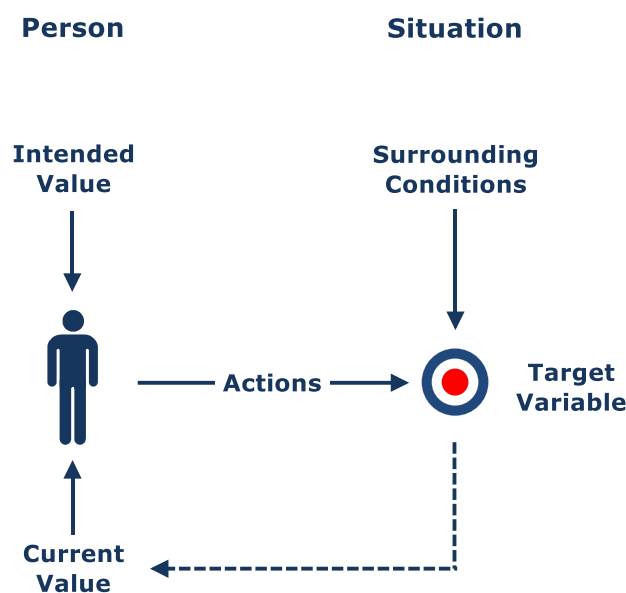 Person
Situation
Intended
Value
Surrounding
Conditions
Actions
Target
Variable
Current
Value